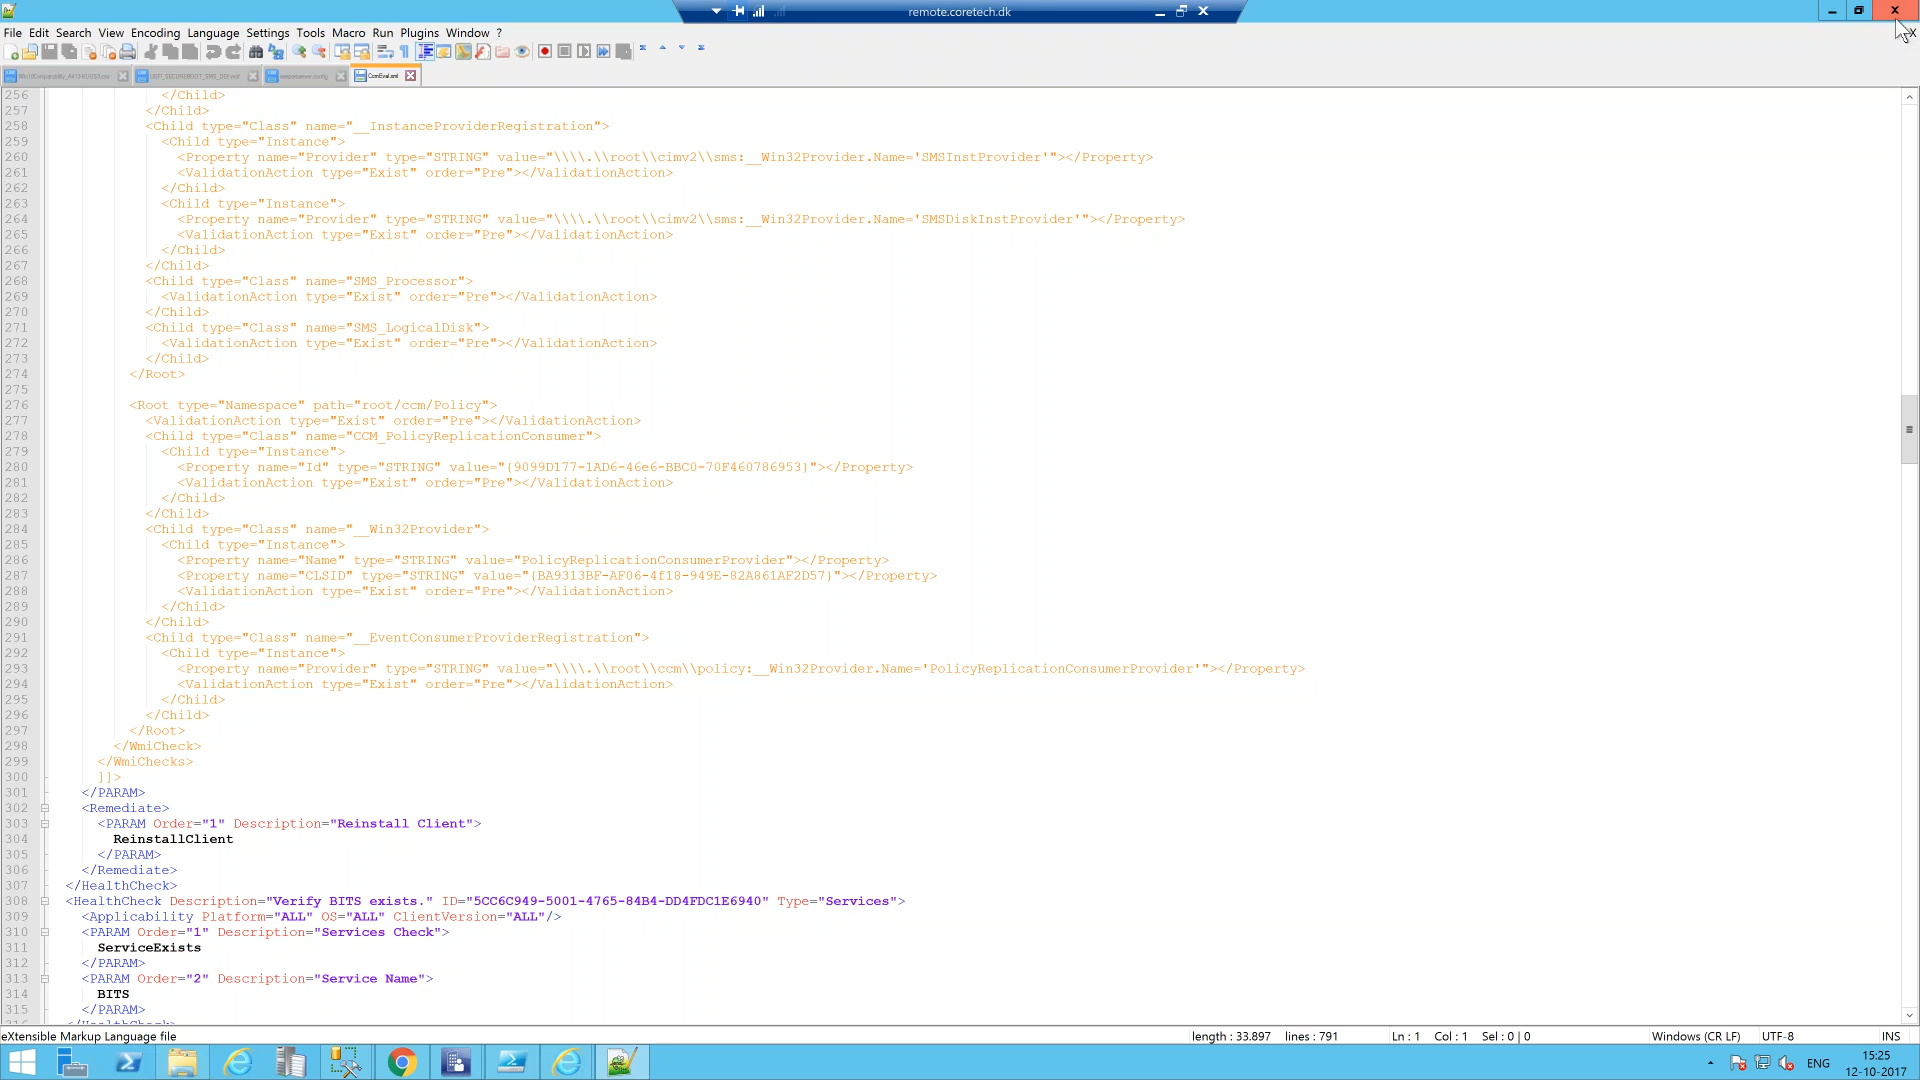 remote.coretech.dk
File Edit Search View Encoding Language Settings Tools Macro Run Plugins Window ?
X
CcmEval.xml
256 </Child>
257 </Child>
258 <Child type="Class" name="__InstanceProviderRegistration">
259 <Child type="Instance">
260 <Property name="Provider" type="STRING" value="\\\\.\\root\\cimv2\\sms:__Win32Provider.Name='SMSInstProvider'"></Property>
261 <ValidationAction type="Exist" order="Pre"></ValidationAction>
262 </Child>
263 <Child type="Instance">
264 <Property name="Provider" type="STRING" value="\\\\.\\root\\cimv2\\sms:__Win32Provider.Name='SMSDiskInstProvider'"></Property>
265 <ValidationAction type="Exist" order="Pre"></ValidationAction>
266 </Child>
267 </Child>
268 <Child type="Class" name="SMS_Processor">
269 <ValidationAction type="Exist" order="Pre"></ValidationAction>
270 </Child>
271 <Child type="Class" name="SMS_LogicalDisk">
272 <ValidationAction type="Exist" order="Pre"></ValidationAction>
273 </Child>
274 </Root>
275
276 <Root type="Namespace" path="root/ccm/Policy">
277 <ValidationAction type="Exist" order="Pre"></ValidationAction>
278 <Child type="Class" name="CCM_PolicyReplicationConsumer">
279 <Child type="Instance">
280 <Property name="Id" type="STRING" value="{9099D177-1AD6-46e6-BBC0-70F460786953}"></Property>
281 <ValidationAction type="Exist" order="Pre"></ValidationAction>
282 </Child>
283 </Child>
284 <Child type="Class" name="__Win32Provider">
285 <Child type="Instance">
286 <Property name="Name" type="STRING" value="PolicyReplicationConsumerProvider"></Property>
287 <Property name="CLSID" type="STRING" value="{BA9313BF-AF06-4f18-949E-82A861AF2D57}"></Property>
288 <ValidationAction type="Exist" order="Pre"></ValidationAction>
289 </Child>
290 </Child>
291 <Child type="Class" name="__EventConsumerProviderRegistration">
292 <Child type="Instance">
293 <Property name="Provider" type="STRING" value="\\\\.\\root\\ccm\\policy:__Win32Provider.Name='PolicyReplicationConsumerProvider'"></Property>
294 <ValidationAction type="Exist" order="Pre"></ValidationAction>
295 </Child>
296 </Child>
297 </Root>
298 </WmiCheck>
299 </WmiChecks>
300 ]]>
301 </PARAM>
302 <Remediate>
303 <PARAM Order="1" Description="Reinstall Client">
304 ReinstallClient
305 </PARAM>
306 </Remediate>
307 </HealthCheck>
308 <HealthCheck Description="Verify BITS exists." ID="5CC6C949-5001-4765-84B4-DD4FDC1E6940" Type="Services">
309 <Applicability Platform="ALL" OS="ALL" ClientVersion="ALL"/>
310 <PARAM Order="1" Description="Services Check">
311 ServiceExists
312 </PARAM>
313 <PARAM Order="2" Description="Service Name">
314 BITS
315 </PARAM>
316 </HealthCheck>
eXtensible Markup Language file length : 33.897 lines : 791 Ln : 1 Col : 1 Sel : 0 | 0 Windows (CR LF) UTF-8 INS
ENG
15:25
12-10-2017